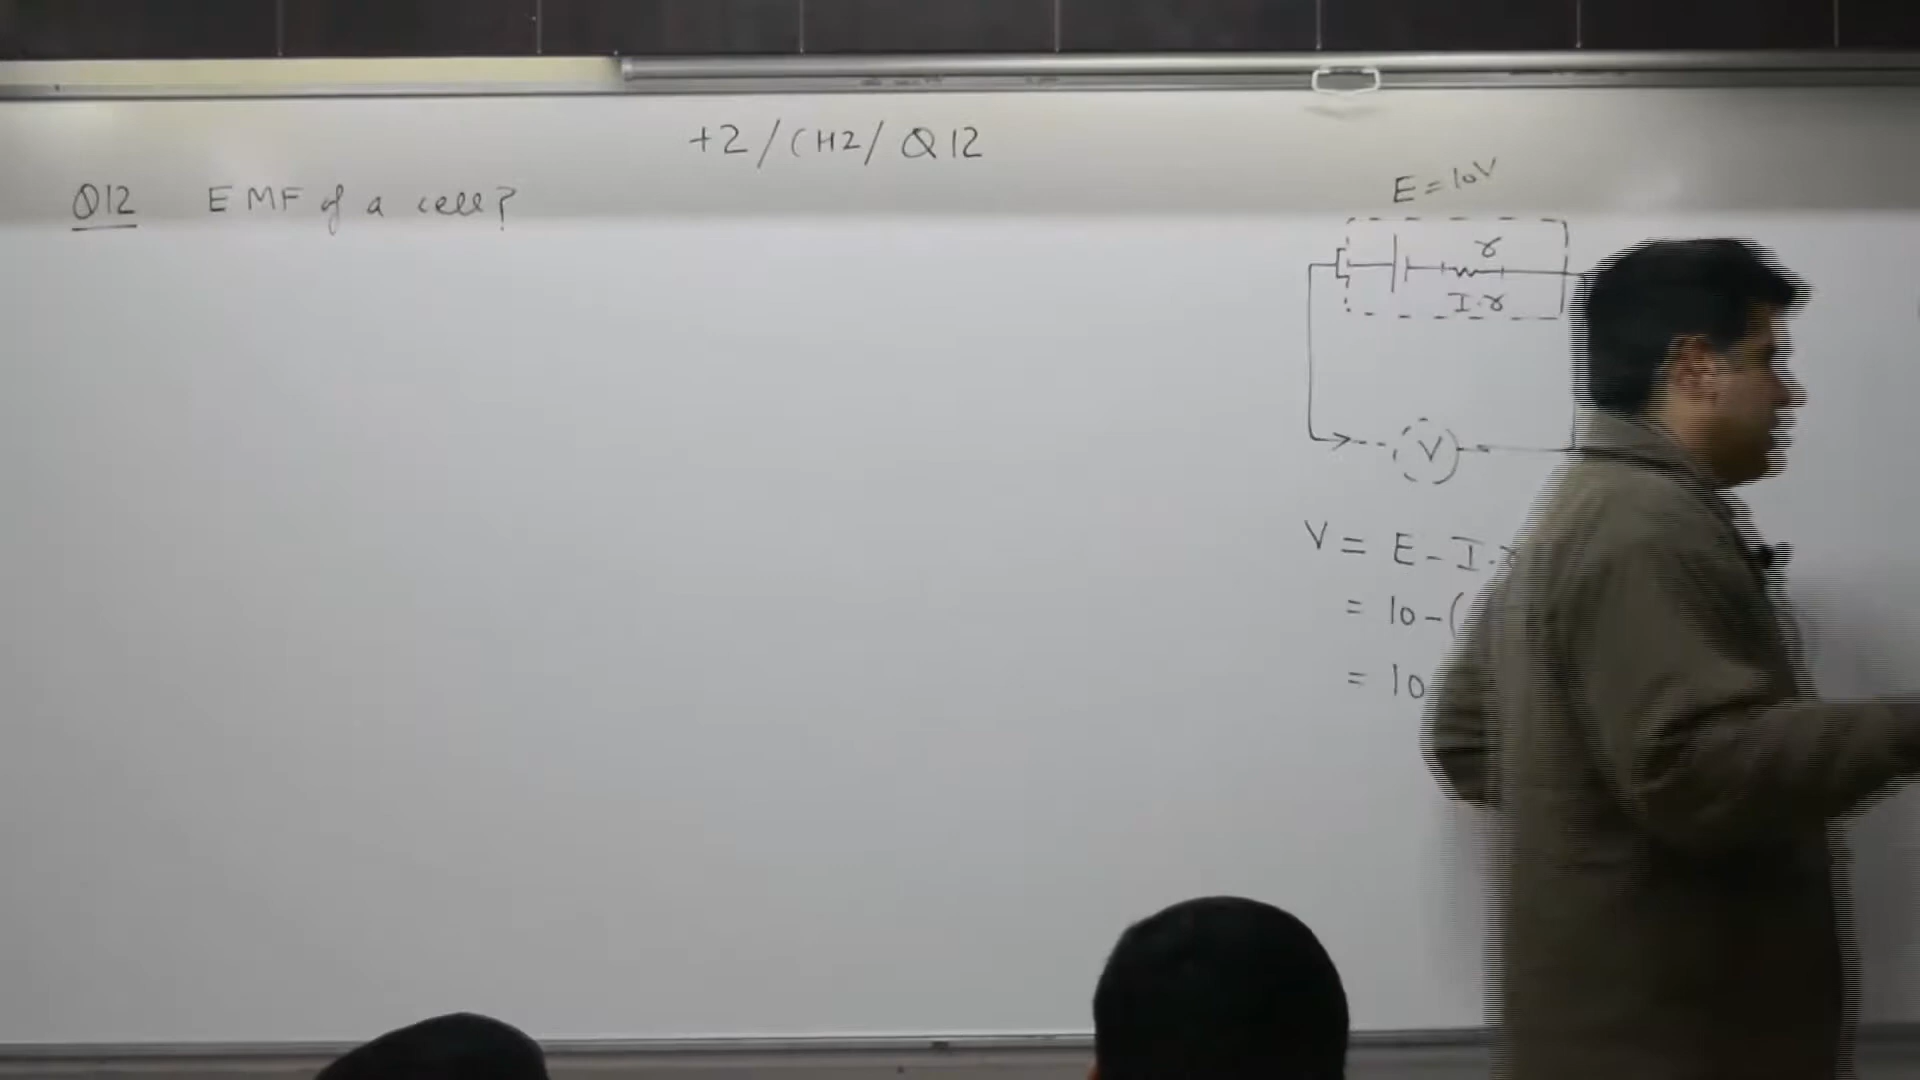 +2/CH2/ Q12
Q12 EMF of a cell?
E = 10V
r
I.r
V
V = E - I.r
= 10 - (
= 10